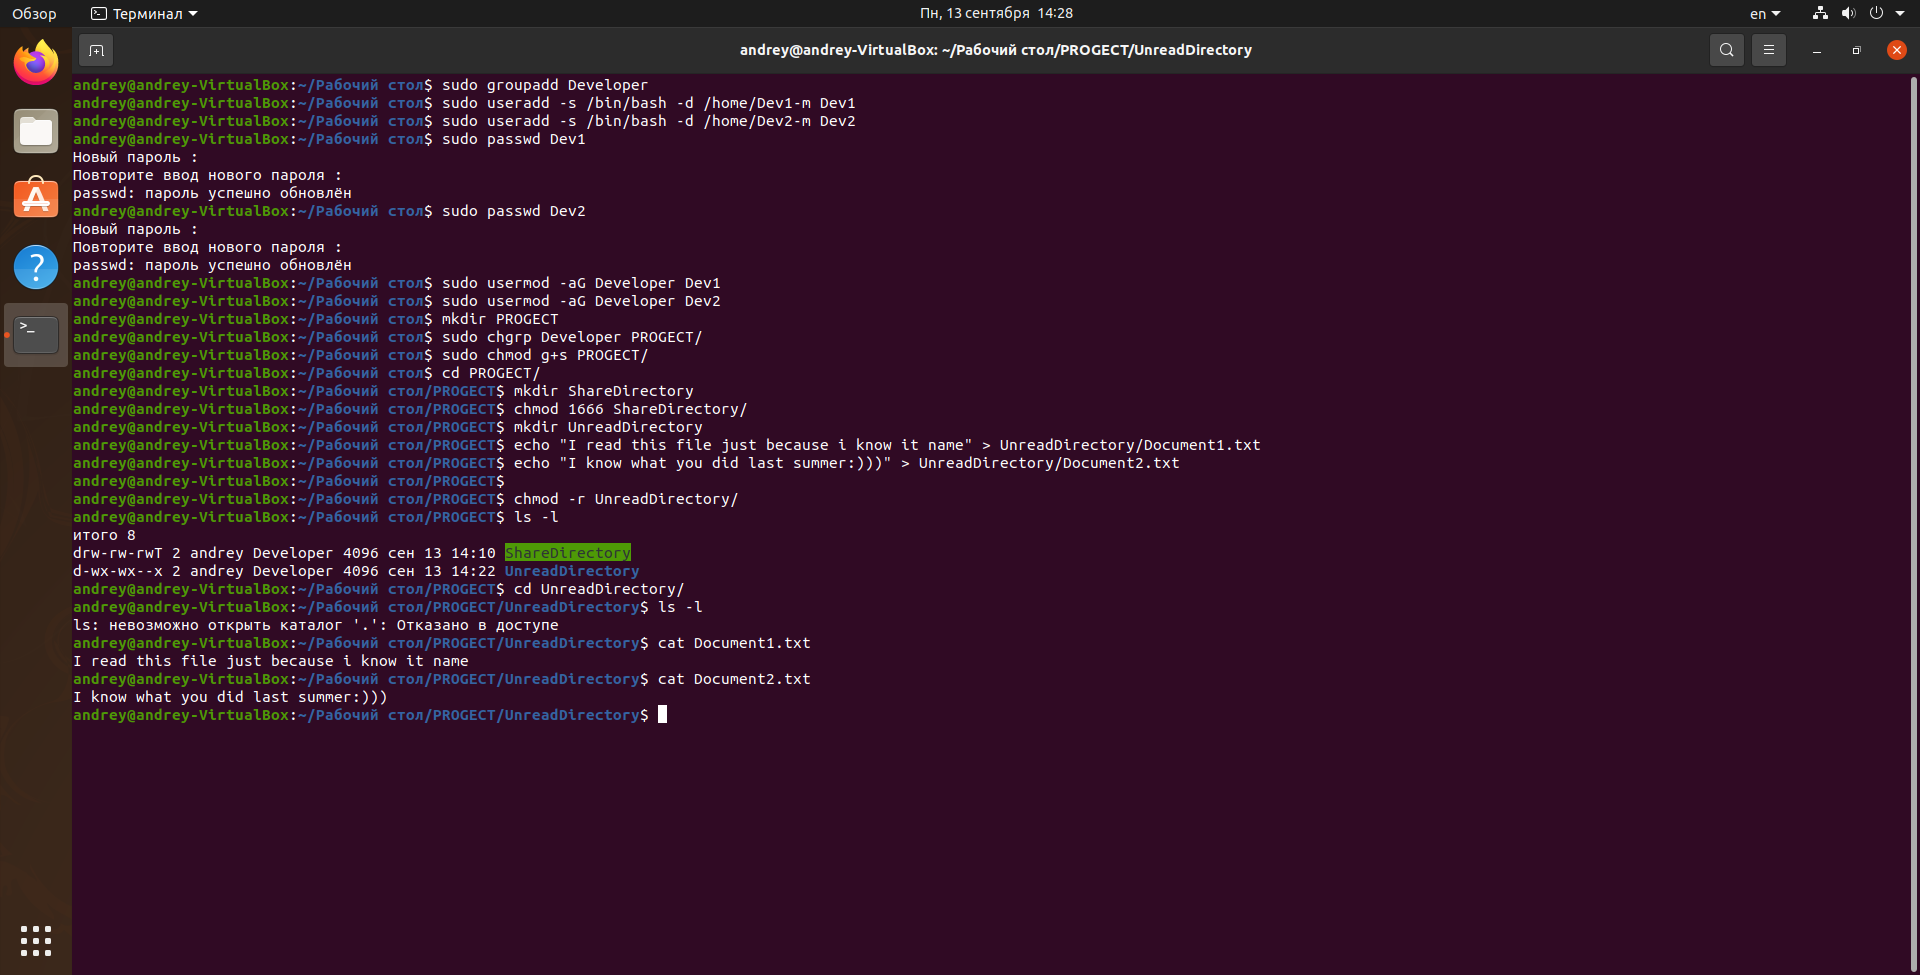 Обзор
Терминал
Пн, 13 сентября 14:28
en
andrey@andrey-VirtualBox: ~/Рабочий стол/PROGECT/UnreadDirectory
andrey@andrey-VirtualBox:~/Рабочий стол$ sudo groupadd Developer
andrey@andrey-VirtualBox:~/Рабочий стол$ sudo useradd -s /bin/bash -d /home/Dev1-m Dev1
andrey@andrey-VirtualBox:~/Рабочий стол$ sudo useradd -s /bin/bash -d /home/Dev2-m Dev2
andrey@andrey-VirtualBox:~/Рабочий стол$ sudo passwd Dev1
Новый пароль :
Повторите ввод нового пароля :
passwd: пароль успешно обновлён
andrey@andrey-VirtualBox:~/Рабочий стол$ sudo passwd Dev2
Новый пароль :
Повторите ввод нового пароля :
passwd: пароль успешно обновлён
andrey@andrey-VirtualBox:~/Рабочий стол$ sudo usermod -aG Developer Dev1
andrey@andrey-VirtualBox:~/Рабочий стол$ sudo usermod -aG Developer Dev2
andrey@andrey-VirtualBox:~/Рабочий стол$ mkdir PROGECT
andrey@andrey-VirtualBox:~/Рабочий стол$ sudo chgrp Developer PROGECT/
andrey@andrey-VirtualBox:~/Рабочий стол$ sudo chmod g+s PROGECT/
andrey@andrey-VirtualBox:~/Рабочий стол$ cd PROGECT/
andrey@andrey-VirtualBox:~/Рабочий стол/PROGECT$ mkdir ShareDirectory
andrey@andrey-VirtualBox:~/Рабочий стол/PROGECT$ chmod 1666 ShareDirectory/
andrey@andrey-VirtualBox:~/Рабочий стол/PROGECT$ mkdir UnreadDirectory
andrey@andrey-VirtualBox:~/Рабочий стол/PROGECT$ echo "I read this file just because i know it name" > UnreadDirectory/Document1.txt
andrey@andrey-VirtualBox:~/Рабочий стол/PROGECT$ echo "I know what you did last summer:)))" > UnreadDirectory/Document2.txt
andrey@andrey-VirtualBox:~/Рабочий стол/PROGECT$
andrey@andrey-VirtualBox:~/Рабочий стол/PROGECT$ chmod -r UnreadDirectory/
andrey@andrey-VirtualBox:~/Рабочий стол/PROGECT$ ls -l
итого 8
drw-rw-rwT 2 andrey Developer 4096 сен 13 14:10 ShareDirectory
d-wx-wx--x 2 andrey Developer 4096 сен 13 14:22 UnreadDirectory
andrey@andrey-VirtualBox:~/Рабочий стол/PROGECT$ cd UnreadDirectory/
andrey@andrey-VirtualBox:~/Рабочий стол/PROGECT/UnreadDirectory$ ls -l
ls: невозможно открыть каталог '.': Отказано в доступе
andrey@andrey-VirtualBox:~/Рабочий стол/PROGECT/UnreadDirectory$ cat Document1.txt
I read this file just because i know it name
andrey@andrey-VirtualBox:~/Рабочий стол/PROGECT/UnreadDirectory$ cat Document2.txt
I know what you did last summer:)))
andrey@andrey-VirtualBox:~/Рабочий стол/PROGECT/UnreadDirectory$